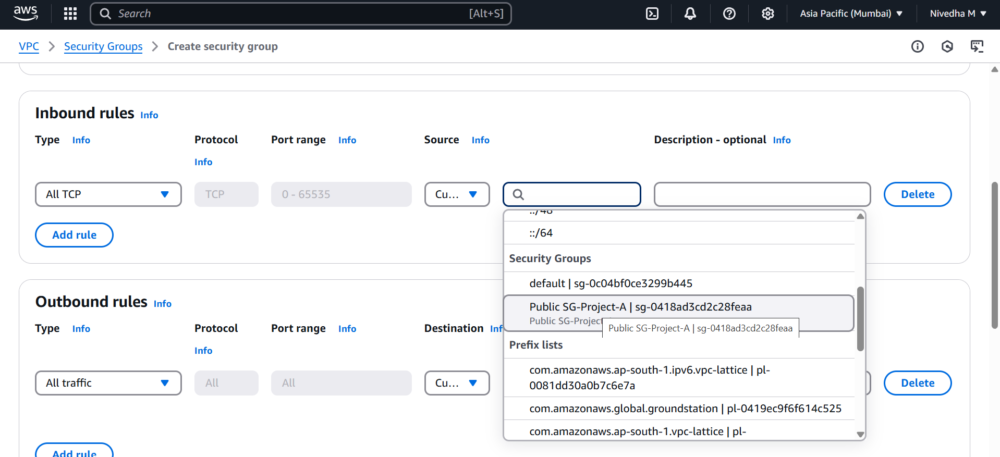 aws
Search [Alt+S]
Asia Pacific (Mumbai)
Nivedha M
VPC
Security Groups
Create security group
Inbound rules Info
Type Info
Protocol Info
Port range Info
Source Info
Description - optional Info
All TCP
TCP
0 - 65535
Cu...
Delete
Add rule
::/48
::/64
Security Groups
default | sg-0c04bf0ce3299b445
Public SG-Project-A | sg-0418ad3cd2c28feaa
Public SG-Project
Public SG-Project-A | sg-0418ad3cd2c28feaa
Prefix lists
com.amazonaws.ap-south-1.ipv6.vpc-lattice | pl-
0081dd30a0b7c6e7a
com.amazonaws.global.groundstation | pl-0419ec9f6f614c525
com.amazonaws.ap-south-1.vpc-lattice | pl-
Outbound rules Info
Type Info
Protocol Info
Port range Info
Destination Inf
All traffic
All
All
Cu...
Delete
Add rule